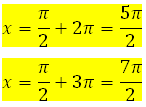 x = π/2 + 2π = 5π/2
x = π/2 + 3π = 7π/2